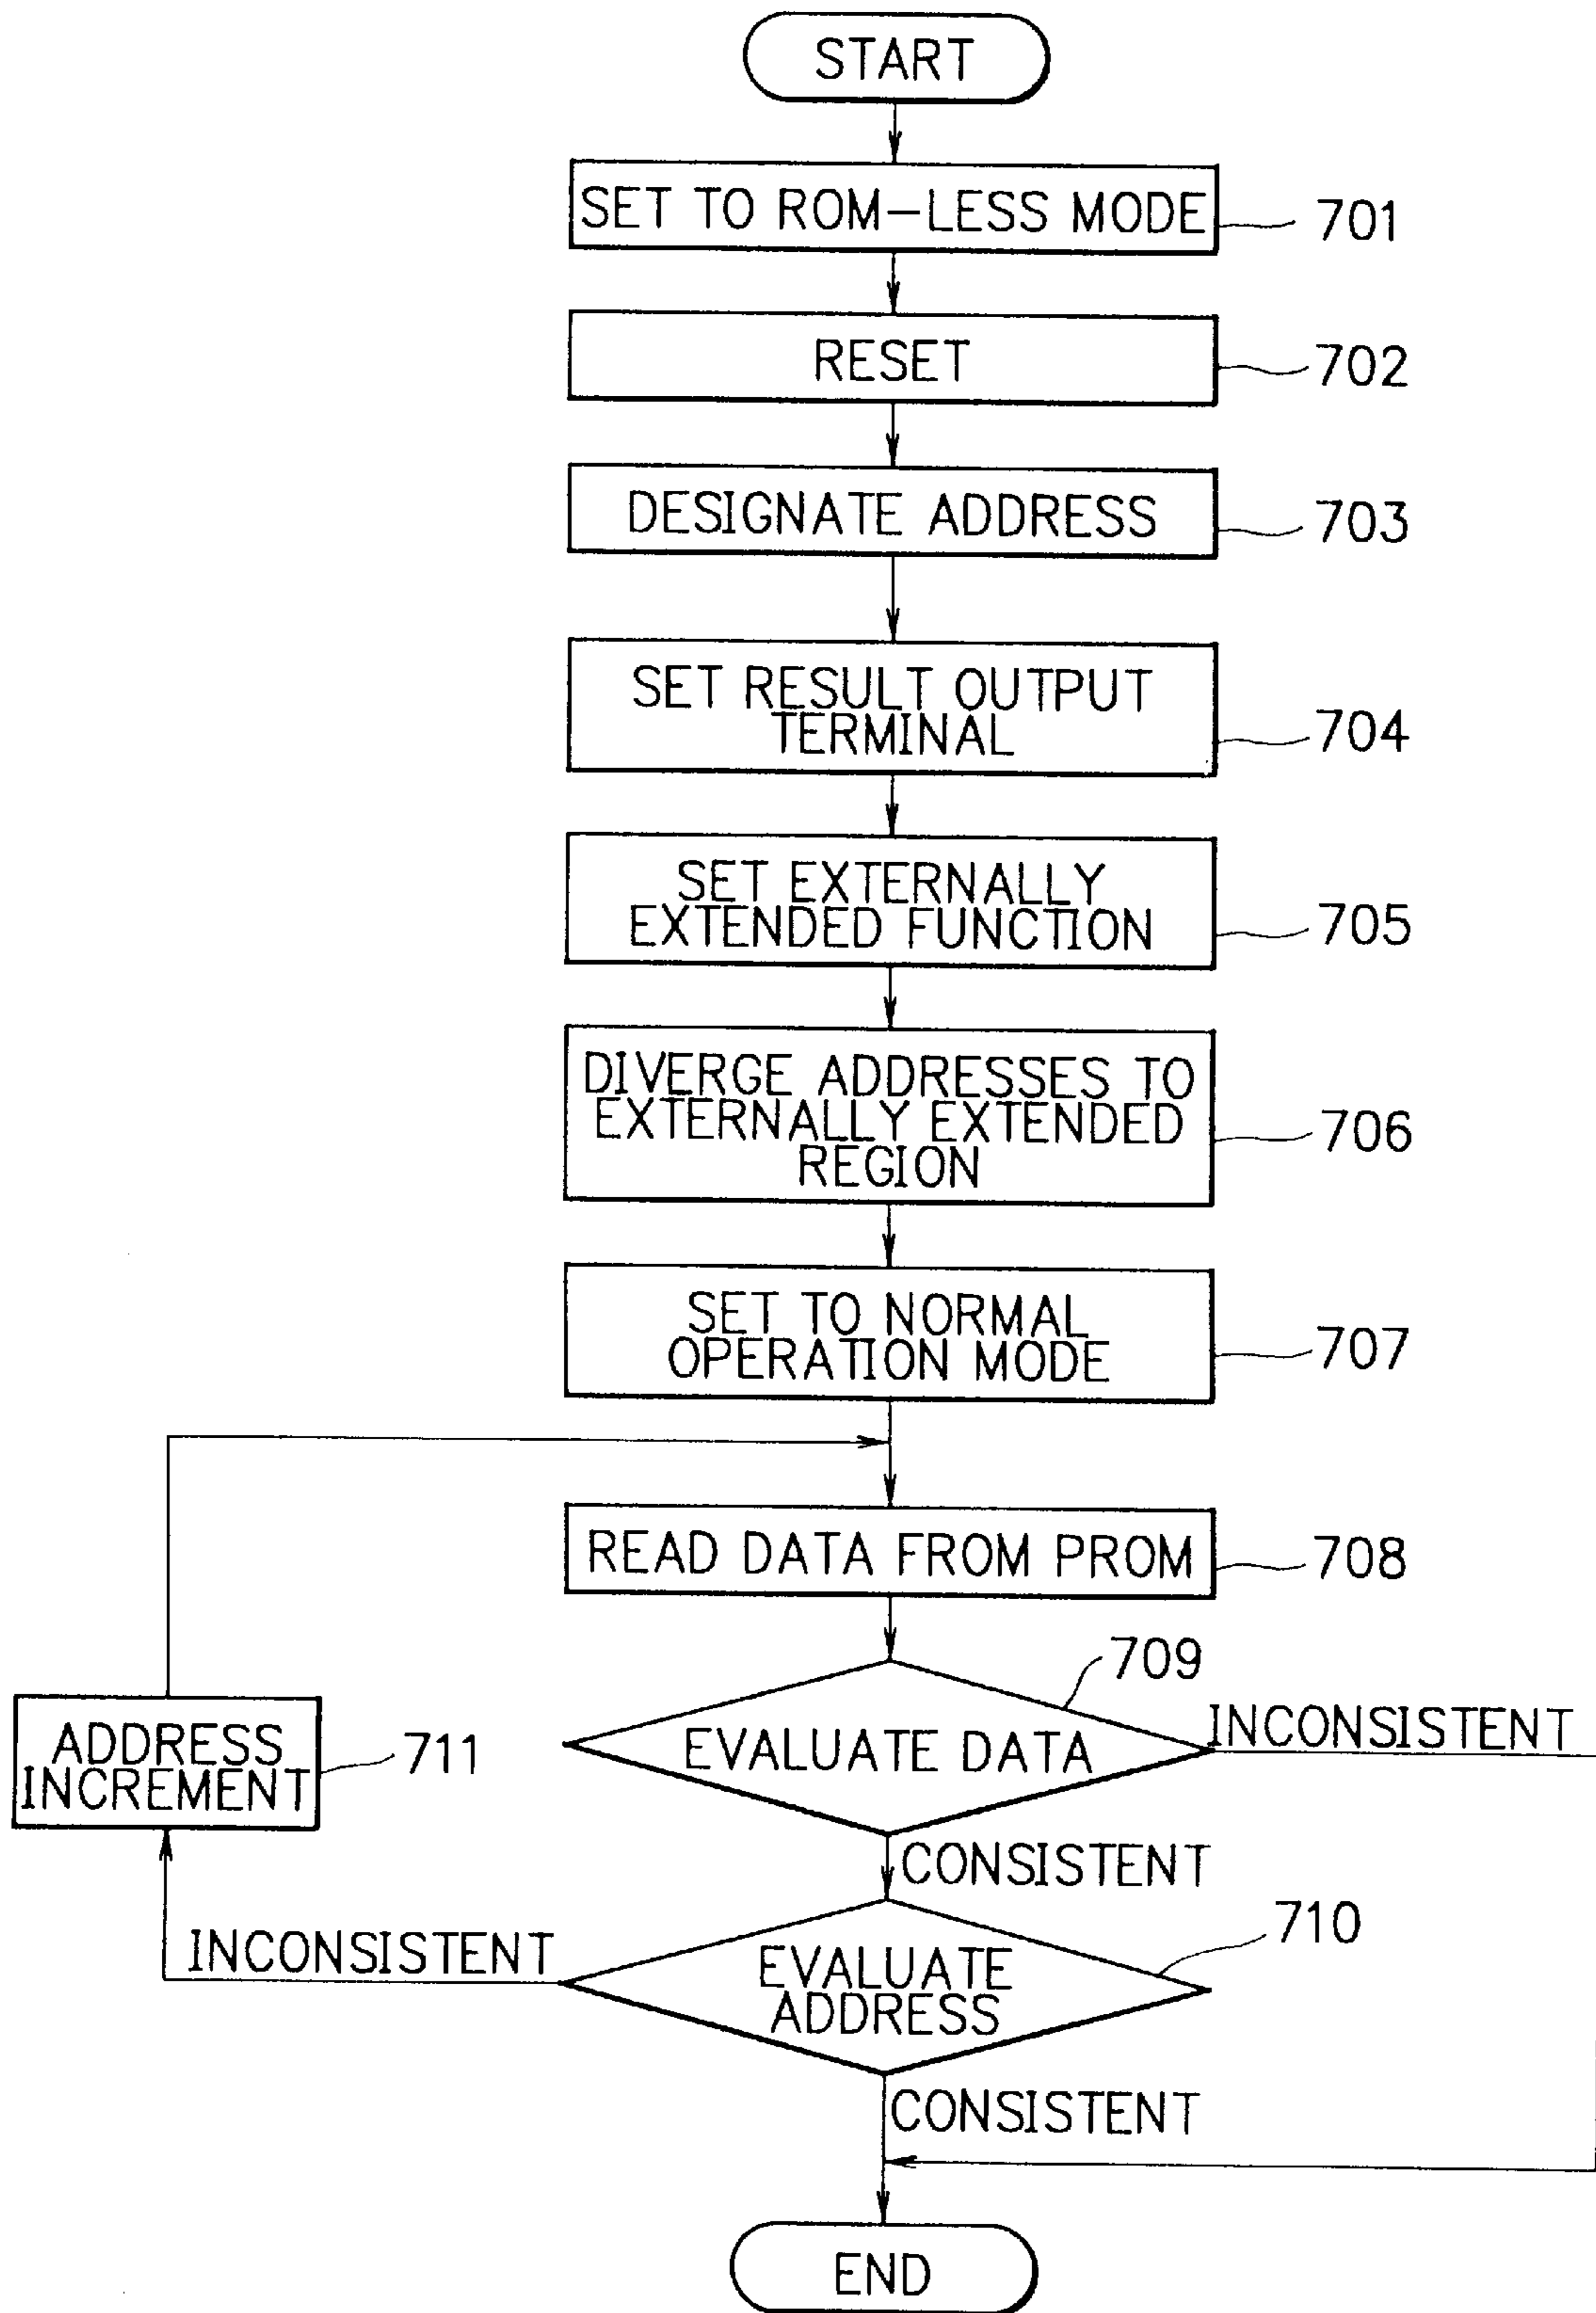 START
SET TO ROM-LESS MODE
701
RESET
702
DESIGNATE ADDRESS
703
SET RESULT OUTPUT
TERMINAL
704
SET EXTERNALLY
EXTENDED FUNCTION
705
DIVERGE ADDRESSES TO
EXTERNALLY EXTENDED
REGION
706
SET TO NORMAL
OPERATION MODE
707
READ DATA FROM PROM
708
709
EVALUATE DATA
INCONSISTENT
ADDRESS
INCREMENT
711
CONSISTENT
710
INCONSISTENT
EVALUATE
ADDRESS
CONSISTENT
END